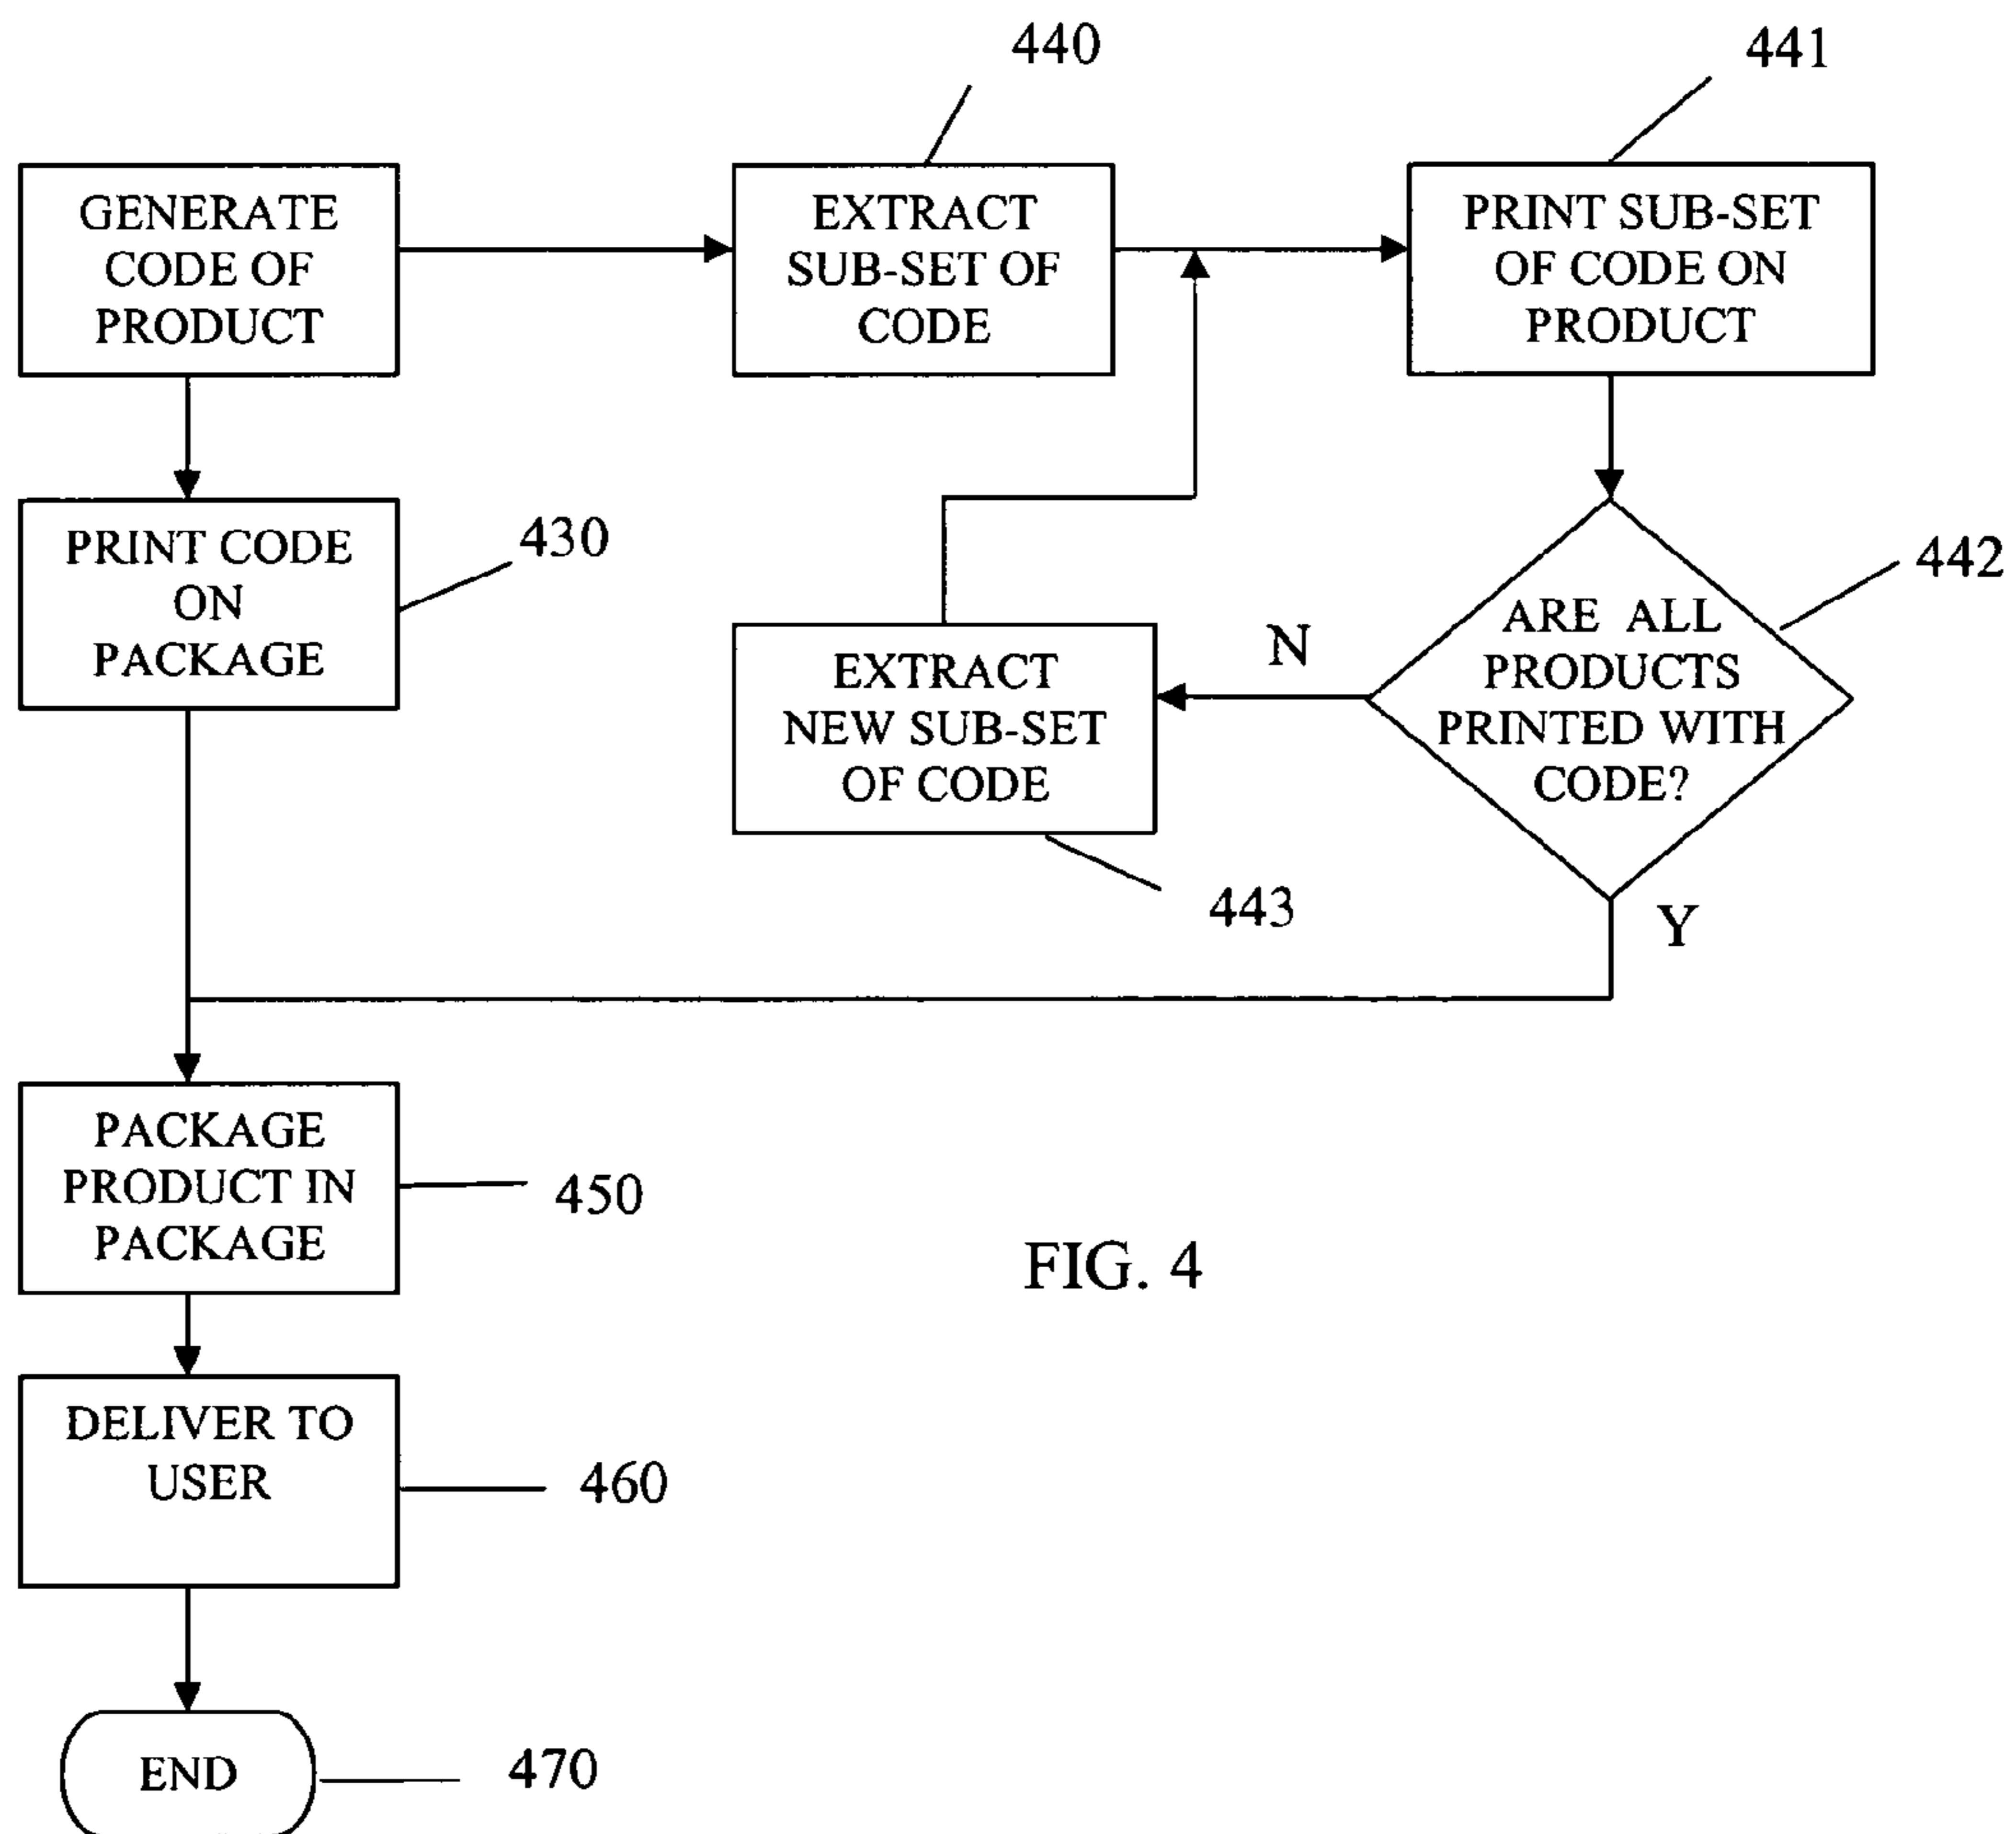 440
441
GENERATE
CODE OF
PRODUCT
EXTRACT
SUB-SET OF
CODE
PRINT SUB-SET
OF CODE ON
PRODUCT
PRINT CODE
ON
PACKAGE
430
EXTRACT
NEW SUB-SET
OF CODE
443
N
ARE ALL
PRODUCTS
PRINTED WITH
CODE?
442
Y
PACKAGE
PRODUCT IN
PACKAGE
450
FIG. 4
DELIVER TO
USER
460
END
470